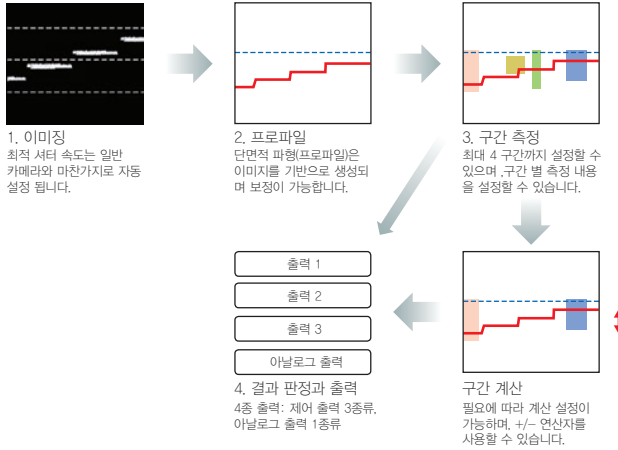 1. 이미징
최적 셔터 속도는 일반
카메라와 마찬가지로 자동
설정 됩니다.
2. 프로파일
단면적 파형(프로파일)은
이미지를 기반으로 생성되
며 보정이 가능합니다.
3. 구간 측정
최대 4 구간까지 설정할 수
있으며 ,구간 별 측정 내용
을 설정할 수 있습니다.
출력 1
출력 2
출력 3
아날로그 출력
4. 결과 판정과 출력
4종 출력: 제어 출력 3종류,
아날로그 출력 1종류
구간 계산
필요에 따라 계산 설정이
가능하며, +/- 연산자를
사용할 수 있습니다.